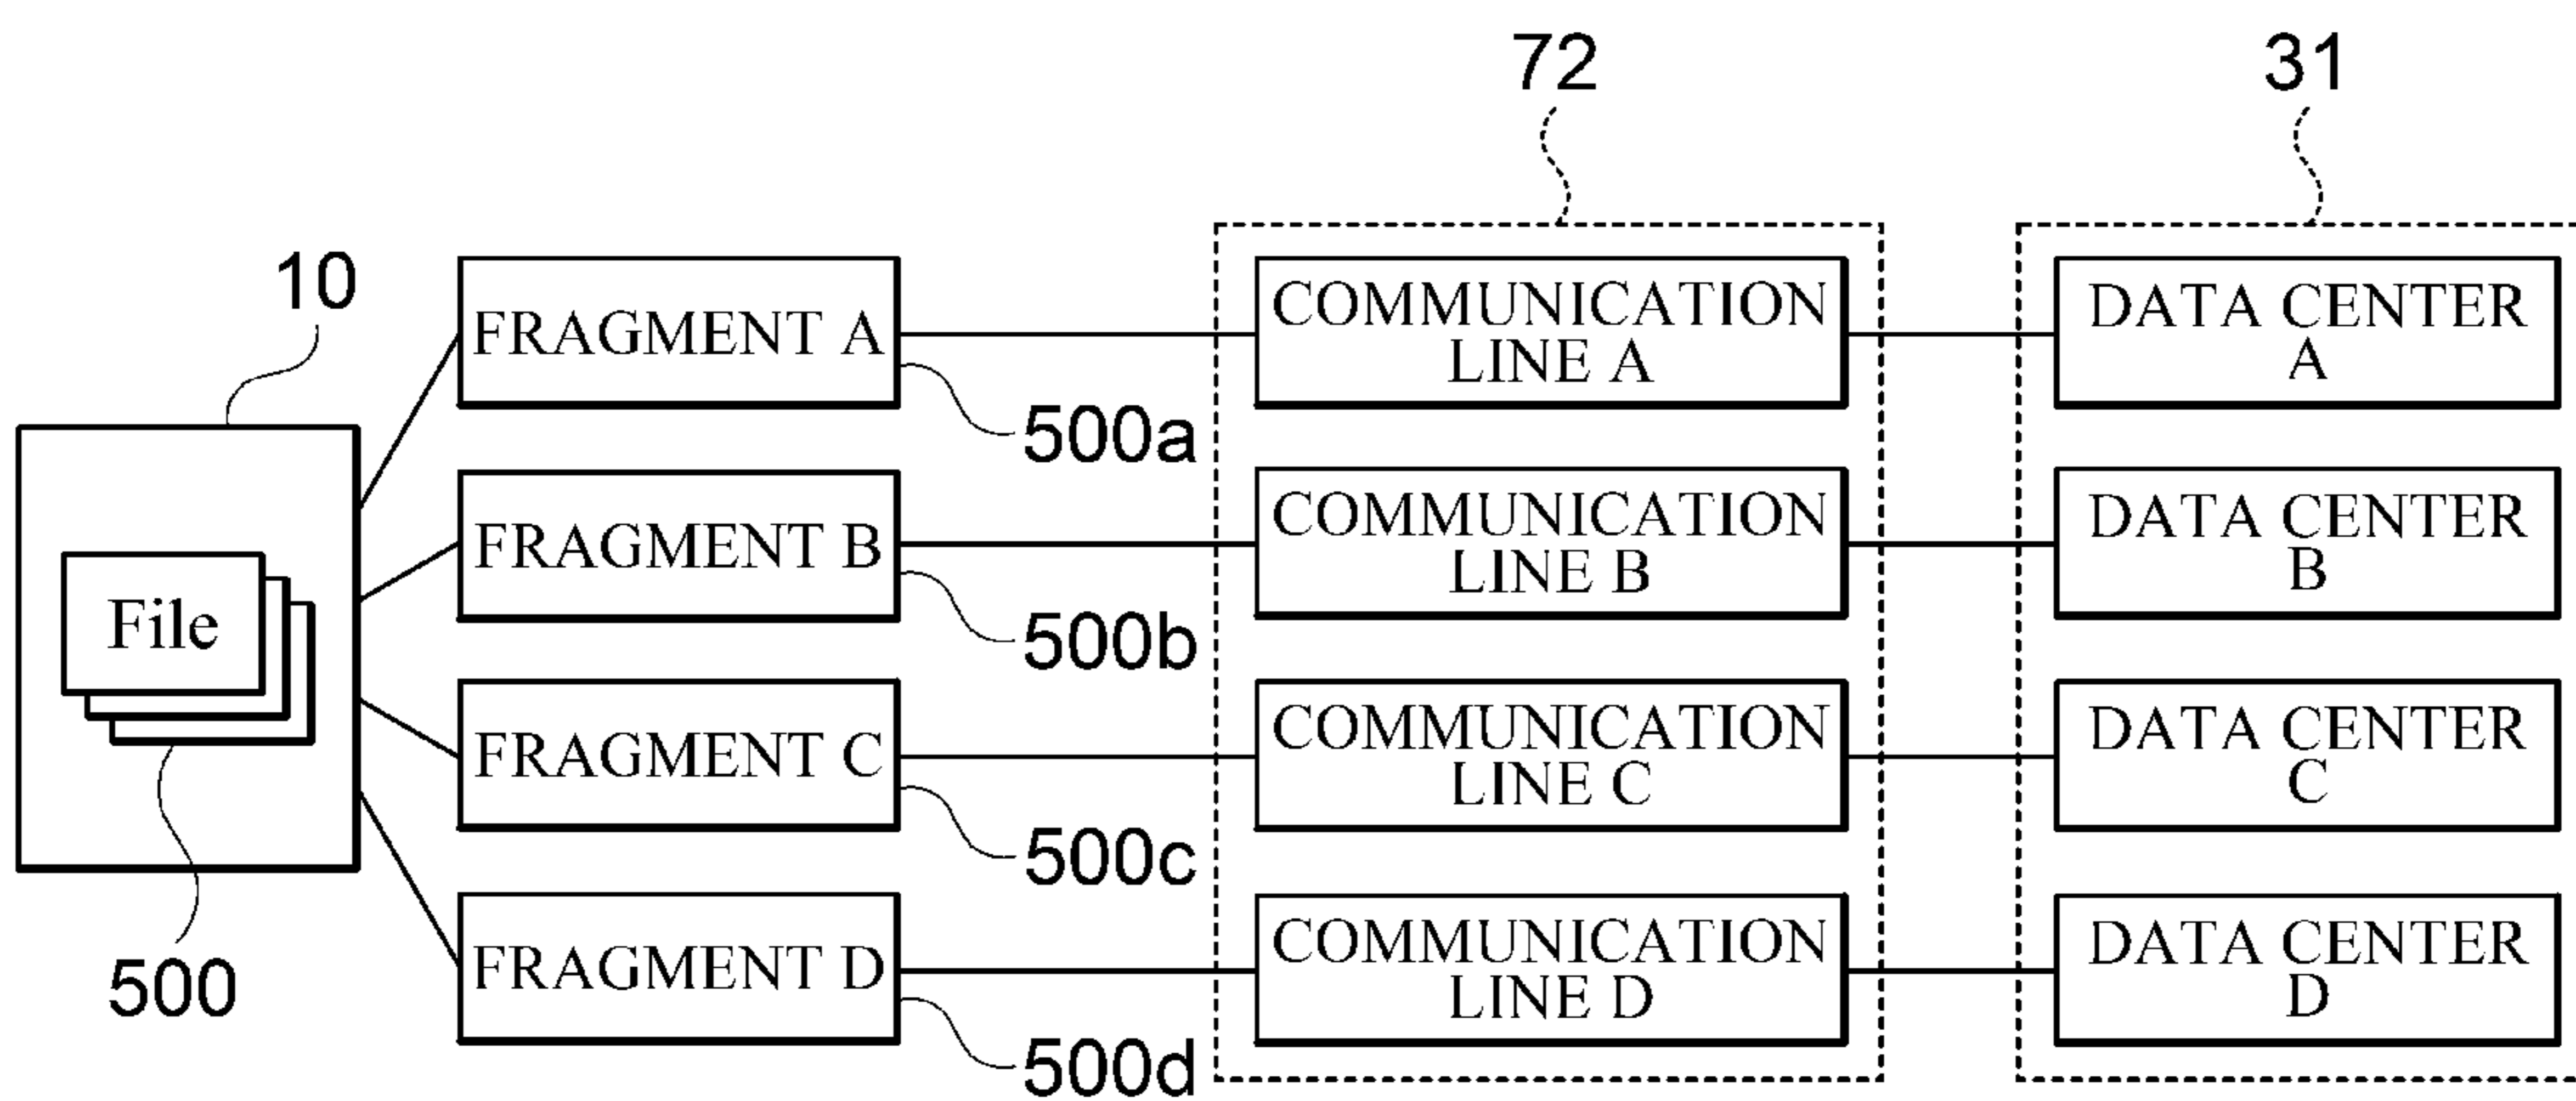 72
31
10
FRAGMENT A
COMMUNICATION
LINE A
DATA CENTER
A
500a
FRAGMENT B
COMMUNICATION
LINE B
DATA CENTER
B
500b
File
FRAGMENT C
COMMUNICATION
LINE C
DATA CENTER
C
500c
500
FRAGMENT D
COMMUNICATION
LINE D
DATA CENTER
D
500d